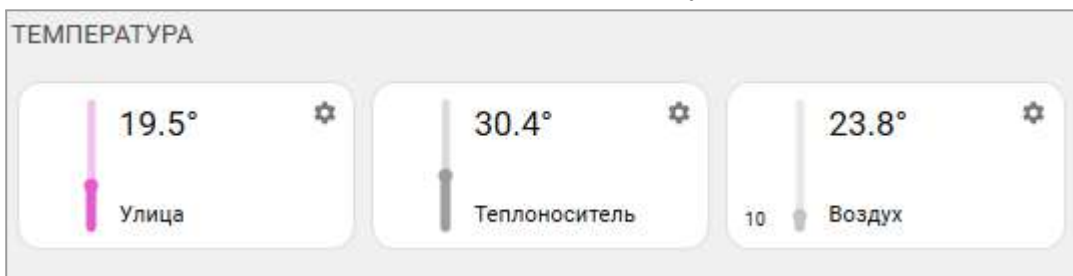 ТЕМПЕРАТУРА
19.5°
Улица
30.4°
Теплоноситель
23.8°
10
Воздух